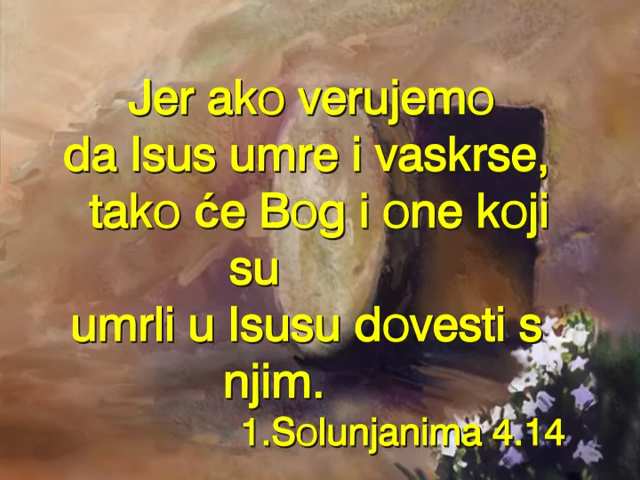 Jer ako verujemo
da Isus umre i vaskrse,
tako će Bog i one koji
su
umrli u Isusu dovesti s
njim.
1.Solunjanima 4.14